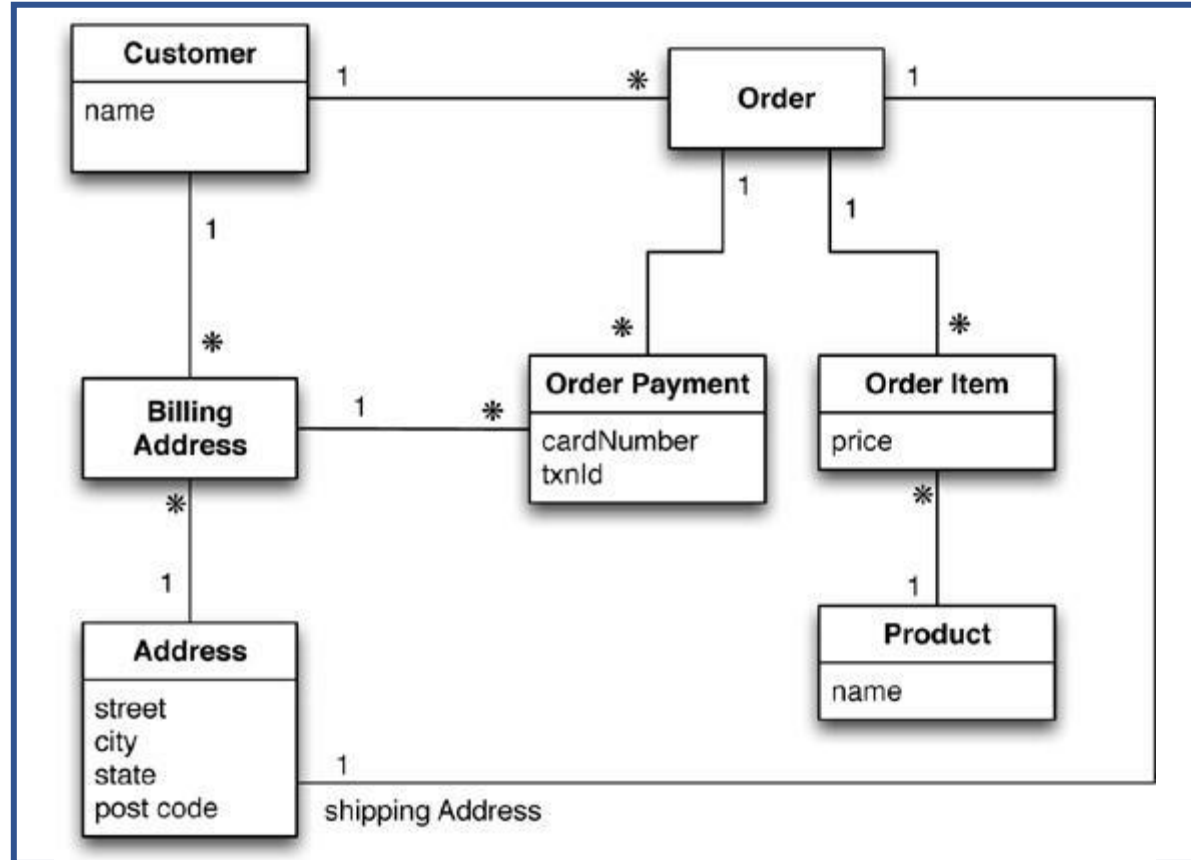 Customer
name
1
*
Order
1
1
1
1
*
*
*
Billing
Address
1
*
Order Payment
cardNumber
txnId
Order Item
price
*
*
1
1
Address
street
city
state
post code
Product
name
1
shipping Address